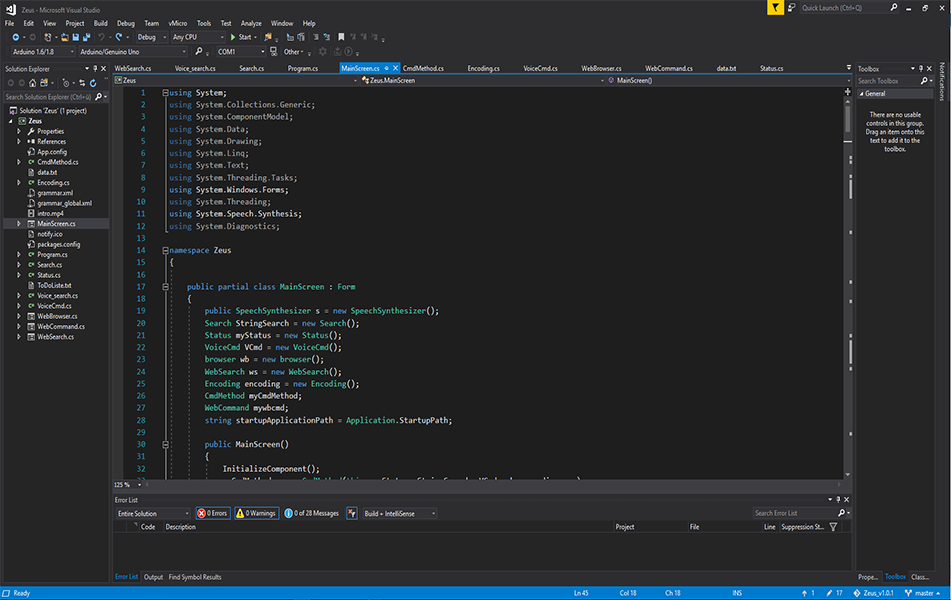 Zeus - Microsoft Visual Studio
Quick Launch (Ctrl+Q)
File Edit View Project Build Debug Team vMicro Tools Test Analyze Window Help
Debug Any CPU Start
Arduino 1.6/1.8 Arduino/Genuino Uno COM1 Other
Solution Explorer
Search Solution Explorer (Ctrl+ü)
Solution 'Zeus' (1 project)
Zeus
Properties
References
App.config
CmdMethod.cs
data.txt
Encoding.cs
grammar.xml
grammar_global.xml
intro.mp4
MainScreen.cs
notify.ico
packages.config
Program.cs
Search.cs
Status.cs
ToDoListe.txt
Voice_search.cs
VoiceCmd.cs
WebBrowser.cs
WebCommand.cs
WebSearch.cs
WebSearch.cs Voice_search.cs Search.cs Program.cs MainScreen.cs CmdMethod.cs Encoding.cs VoiceCmd.cs WebBrowser.cs WebCommand.cs data.txt Status.cs
Zeus Zeus.MainScreen MainScreen()
1 using System;
2 using System.Collections.Generic;
3 using System.ComponentModel;
4 using System.Data;
5 using System.Drawing;
6 using System.Linq;
7 using System.Text;
8 using System.Threading.Tasks;
9 using System.Windows.Forms;
10 using System.Threading;
11 using System.Speech.Synthesis;
12 using System.Diagnostics;
13
14 namespace Zeus
15 {
16
17 public partial class MainScreen : Form
18 {
19 public SpeechSynthesizer s = new SpeechSynthesizer();
20 Search StringSearch = new Search();
21 Status myStatus = new Status();
22 VoiceCmd VCmd = new VoiceCmd();
23 browser wb = new browser();
24 WebSearch ws = new WebSearch();
25 Encoding encoding = new Encoding();
26 CmdMethod myCmdMethod;
27 WebCommand mywbcmd;
28 string startupApplicationPath = Application.StartupPath;
29
30 public MainScreen()
31 {
32 InitializeComponent();
125 %
Toolbox
Search Toolbox
General
There are no usable
controls in this group.
Drag an item onto this
text to add it to the
toolbox.
Notifications
Error List
Entire Solution 0 Errors 0 Warnings 0 of 28 Messages Build + IntelliSense Search Error List
Code Description Project File Line Suppression St...
Error List Output Find Symbol Results
Prope... Toolbox Class...
Ready Ln 45 Col 18 Ch 18 INS 1 17 Zeus_v1.0.1 master